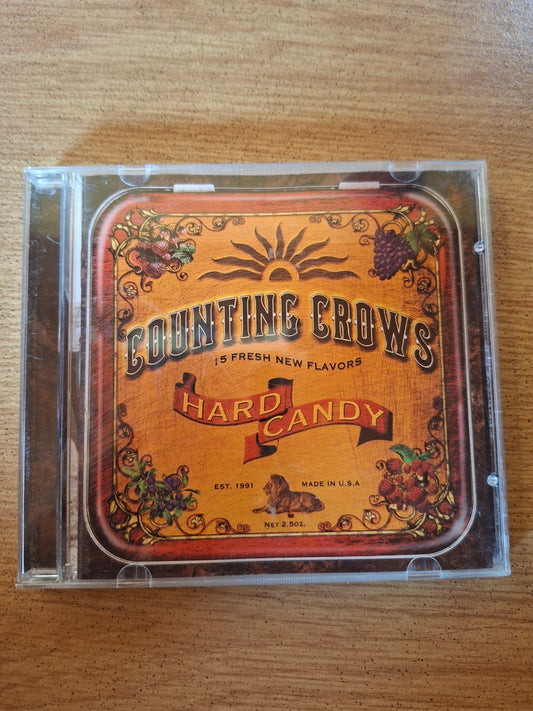 COUNTING CROWS
15 FRESH NEW FLAVORS
HARD CANDY
EST. 1991 MADE IN U.S.A
NET 2.5OZ.